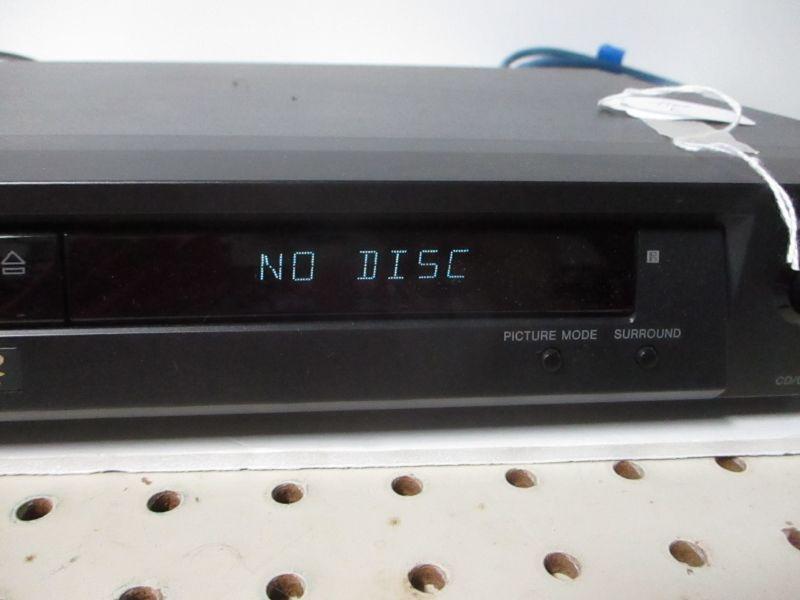 NO DISC
R
PICTURE MODE SURROUND